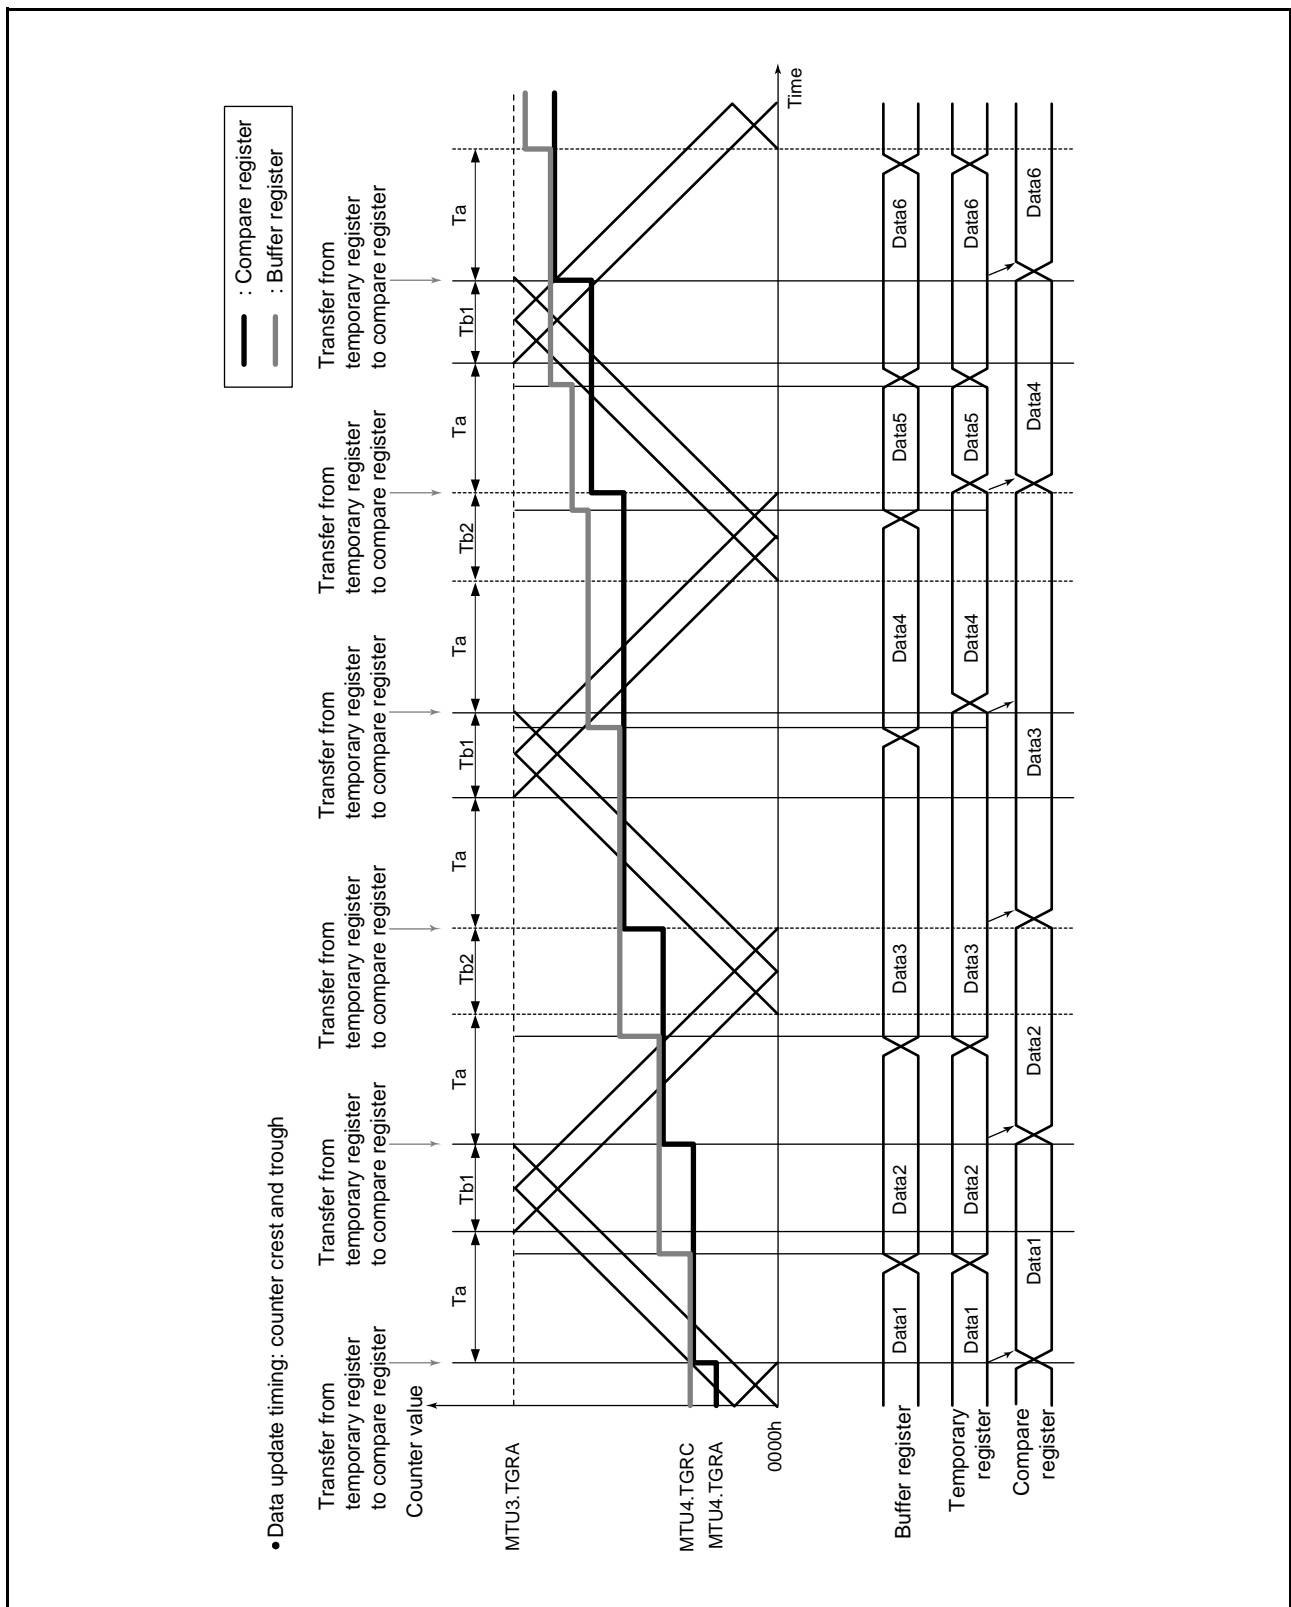 ●Data update timing: counter crest and trough
: Compare register
: Buffer register
Transfer from
temporary register
to compare register
Transfer from
temporary register
to compare register
Transfer from
temporary register
to compare register
Transfer from
temporary register
to compare register
Transfer from
temporary register
to compare register
Transfer from
temporary register
to compare register
Transfer from
temporary register
to compare register
Counter value
Ta
Tb1
Ta
Tb2
Ta
Tb1
Ta
Tb2
Ta
Tb1
Ta
MTU3.TGRA
MTU4.TGRC
MTU4.TGRA
0000h
Time
Buffer register
Data1
Data2
Data3
Data4
Data5
Data6
Temporary
register
Data1
Data2
Data3
Data4
Data5
Data6
Compare
register
Data1
Data2
Data3
Data4
Data6